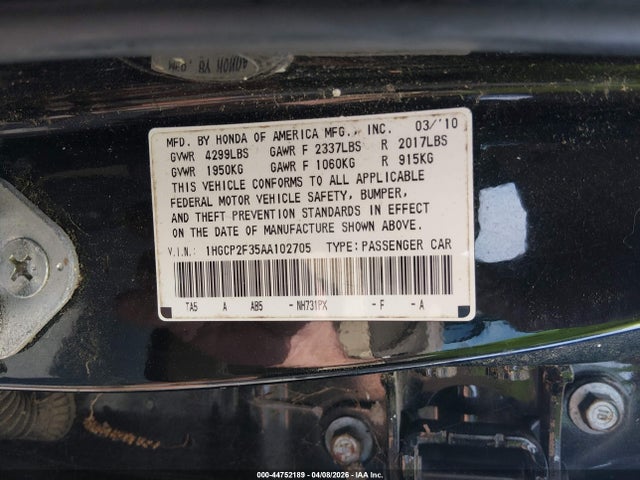 MFD. BY HONDA OF AMERICA MFG., INC. 03/'10
GVWR 4299LBS GAWR F 2337LBS R 2017LBS
GVWR 1950KG GAWR F 1060KG R 915KG
THIS VEHICLE CONFORMS TO ALL APPLICABLE
FEDERAL MOTOR VEHICLE SAFETY, BUMPER,
AND THEFT PREVENTION STANDARDS IN EFFECT
ON THE DATE OF MANUFACTURE SHOWN ABOVE.
V.I.N.: 1HGCP2F35AA102705 TYPE: PASSENGER CAR
TA5 A AB5 -NH731PX -F -A
000-44752189 - 04/08/2026 - IAA Inc.